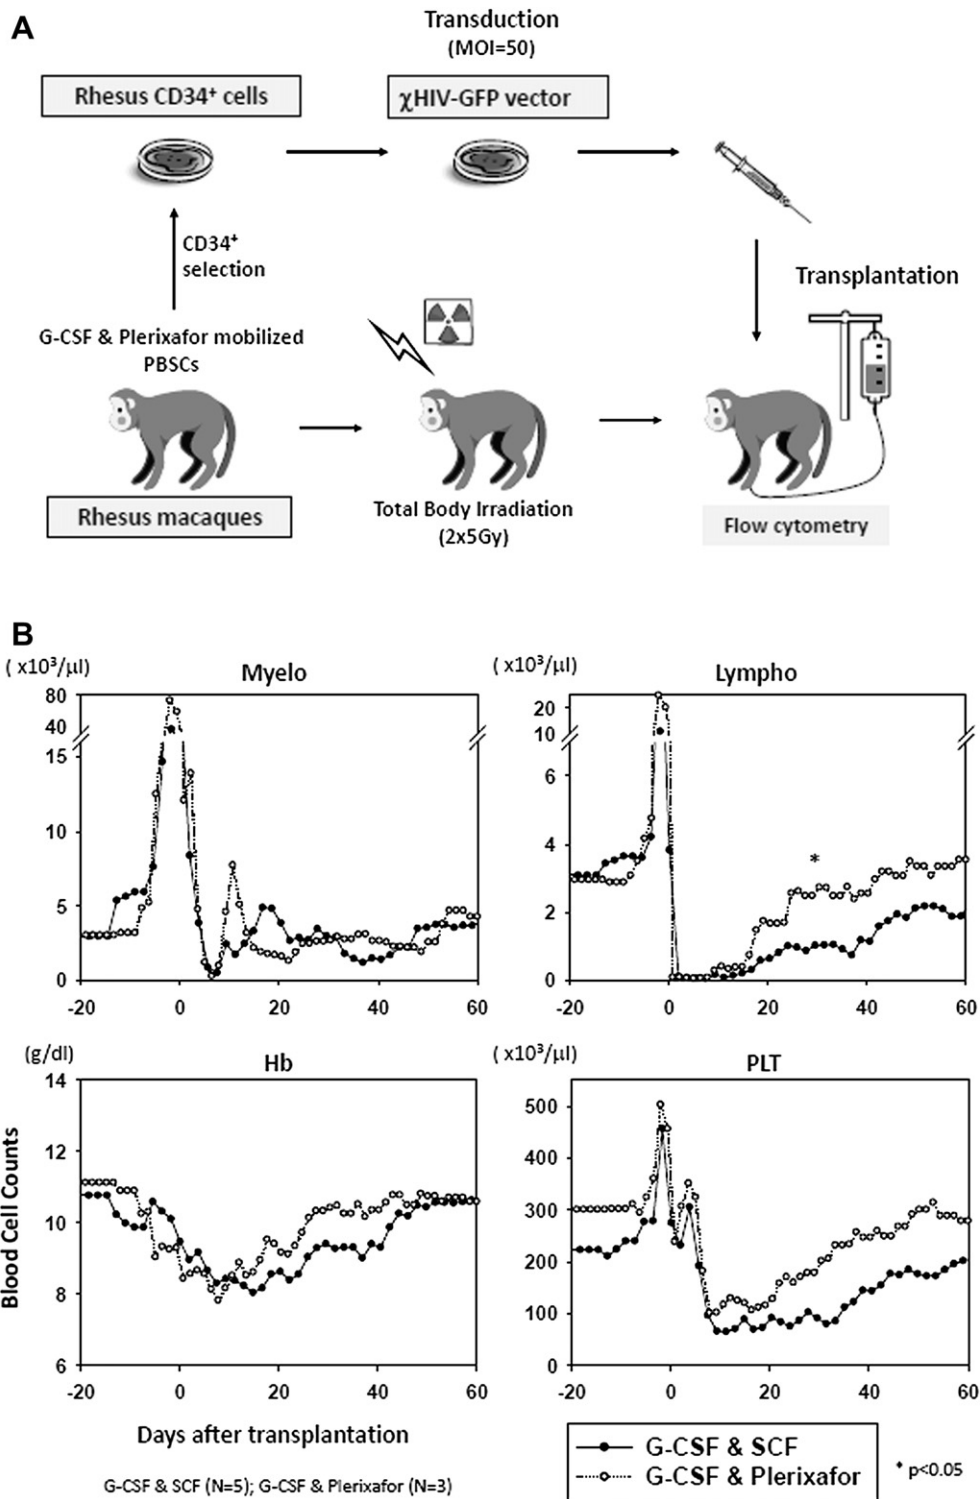 A
Transduction
(MOI=50)
Rhesus CD34⁺ cells
χHIV-GFP vector
CD34⁺
selection
Transplantation
G-CSF & Plerixafor mobilized
PBSCs
Rhesus macaques
Total Body Irradiation
(2x5Gy)
Flow cytometry
B
( x10³/µl)
Myelo
80
40
15
10
5
0
-20 0 20 40 60
( x10³/µl)
Lympho
20
10
6
4
2
0
*
-20 0 20 40 60
(g/dl)
Hb
14
12
10
8
6
-20 0 20 40 60
( x10³/µl)
PLT
500
400
300
200
100
0
-20 0 20 40 60
Blood Cell Counts
Days after transplantation
G-CSF & SCF (N=5); G-CSF & Plerixafor (N=3)
G-CSF & SCF
G-CSF & Plerixafor
* p<0.05